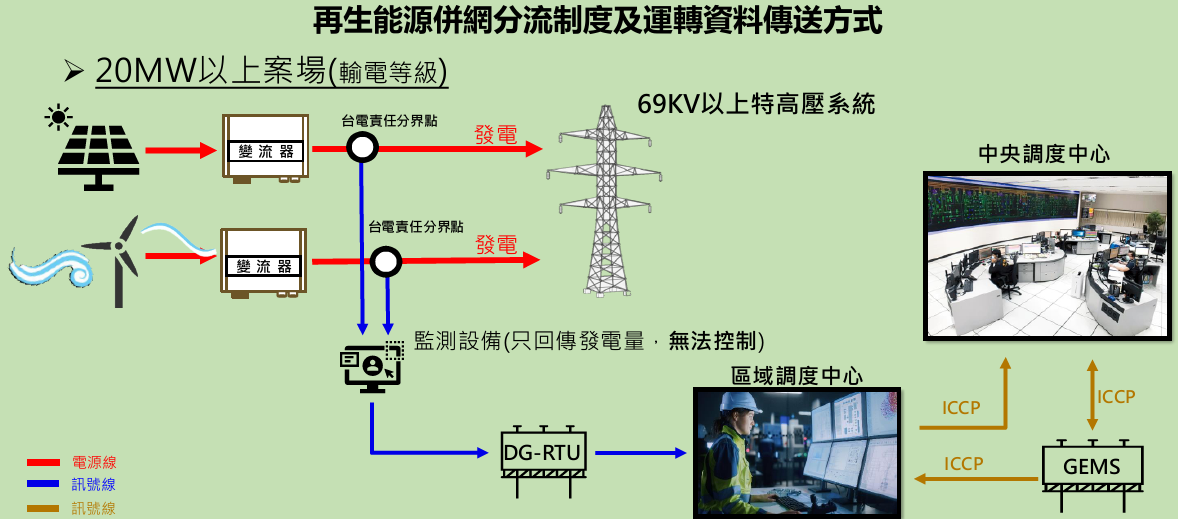 再生能源併網分流制度及運轉資料傳送方式
➢ 20MW以上案場(輸電等級)
69KV以上特高壓系統
台電責任分界點
發電
變流器
中央調度中心
台電責任分界點
發電
變流器
監測設備(只回傳發電量，無法控制)
區域調度中心
ICCP
ICCP
DG-RTU
ICCP
GEMS
電源線
訊號線
訊號線